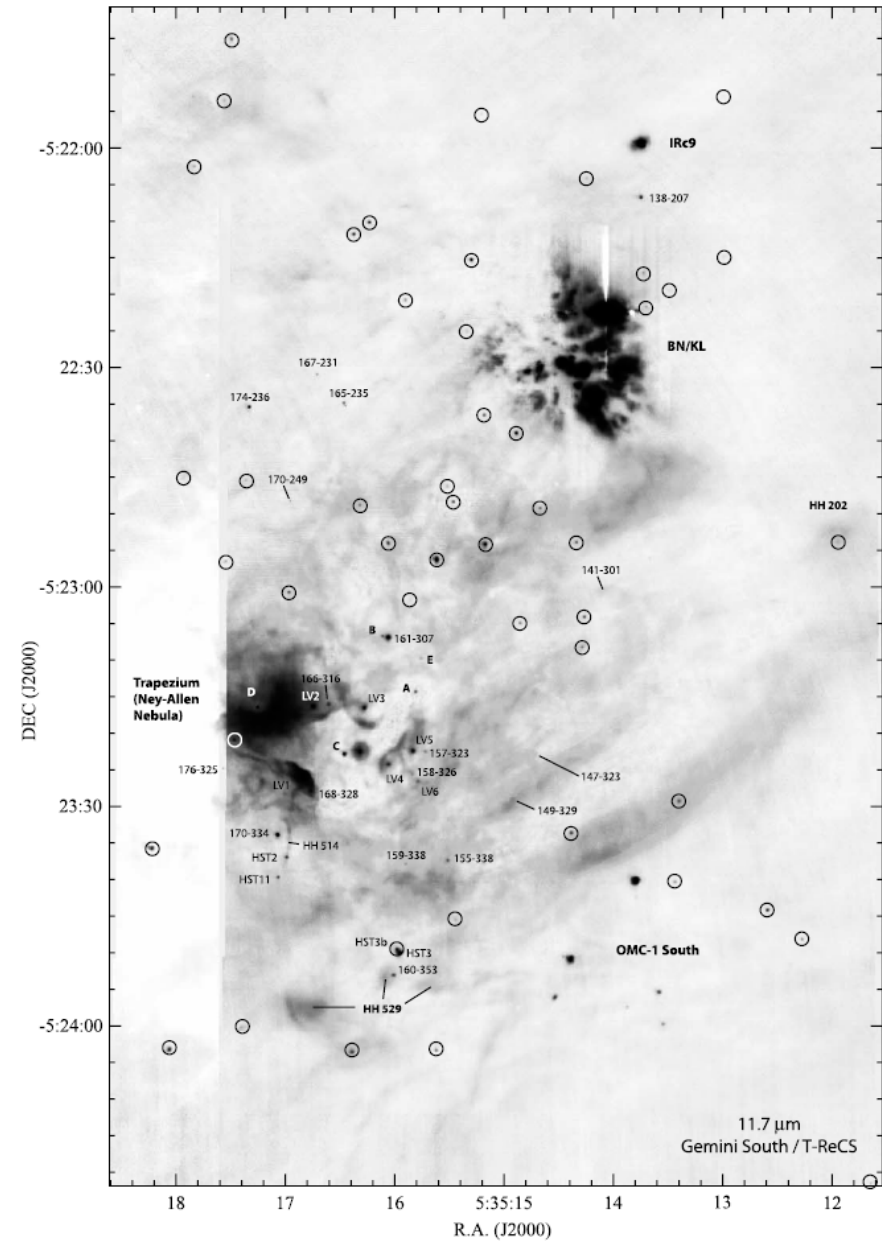 IRc9
-5:22:00
138-207
BN/KL
22:30
167-231
174-236
165-235
170-249
HH 202
141-301
-5:23:00
B
161-307
E
Trapezium
(Ney-Allen
Nebula)
D
166-316
LV2
LV3
A
DEC (J2000)
C
LV5
157-323
176-325
LV1
LV4
158-326
147-323
168-328
LV6
23:30
149-329
170-334
HH 514
HST2
159-338
155-338
HST11
HST3b
HST3
OMC-1 South
160-353
HH 529
-5:24:00
11.7 µm
Gemini South / T-ReCS
18
17
16
5:35:15
14
13
12
R.A. (J2000)